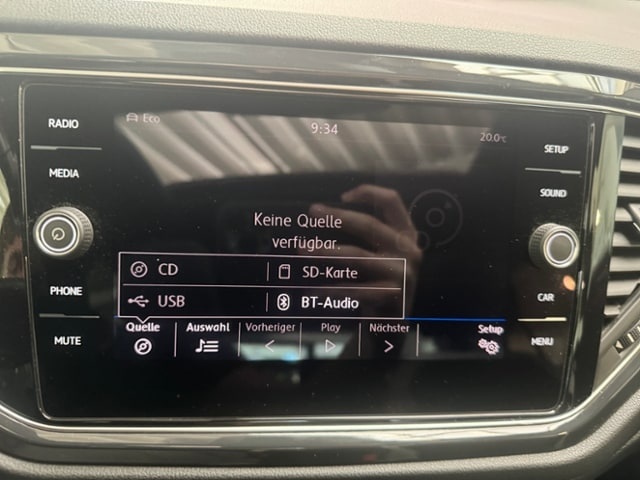 RADIO
MEDIA
PHONE
MUTE
Eco
9:34
20.0°C
Keine Quelle
verfügbar.
CD
SD-Karte
USB
BT-Audio
Quelle
Auswahl
Vorheriger
Play
Nächster
Setup
SETUP
SOUND
CAR
MENU